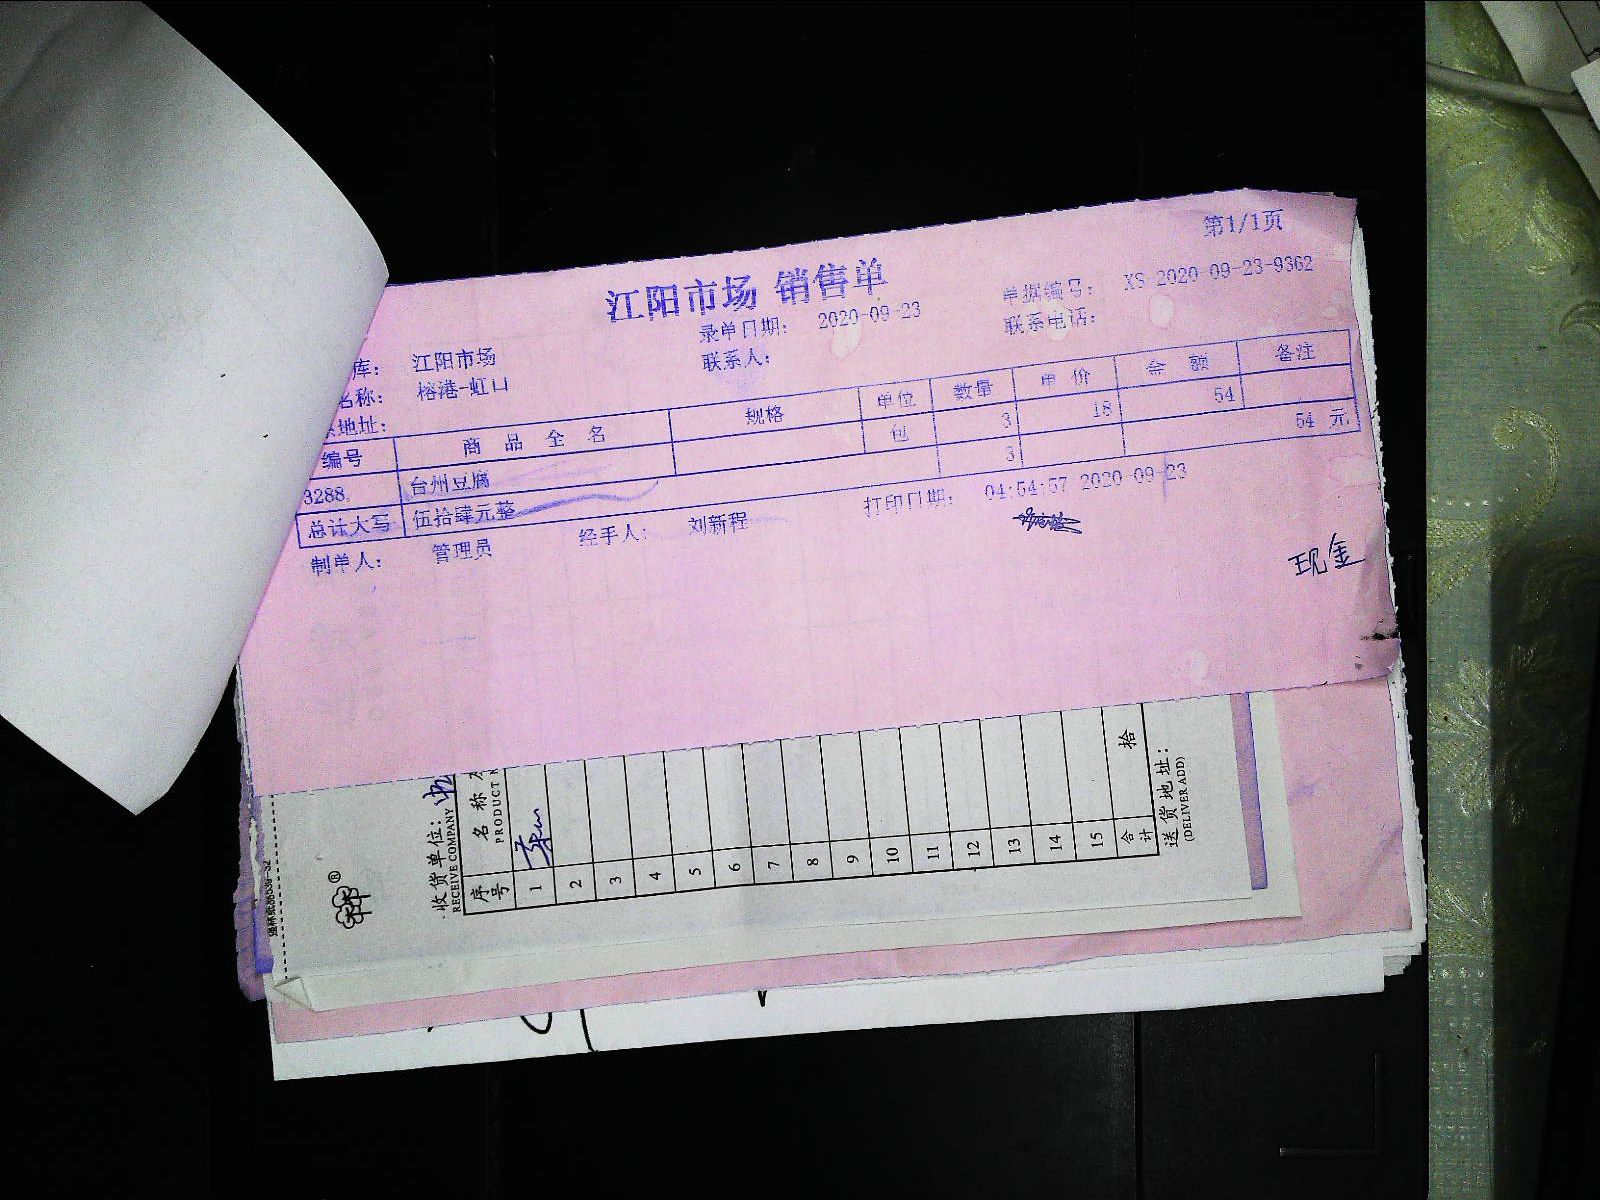 第1/1页
江阳市场 销售单
录单日期: 2020-09-23 单据编号: XS-2020-09-23-9362
库: 江阳市场 联系人: 联系电话:
名称: 榕港-虹口
地址:
编号 商品全名 规格 单位 数量 单价 金额 备注
3288. 台州豆腐 包 3 18 54
总计大写 伍拾肆元整 3 54 元
制单人: 管理员 经手人: 刘新程 打印日期: 04:54:57 2020-09-23
现金
®
收货单位:
RECEIVE COMPANY
序号 名称
PRODUCT
1
2
3
4
5
6
7
8
9
10
11
12
13
14
15
合计 拾
送货地址:
(DELIVER ADD)